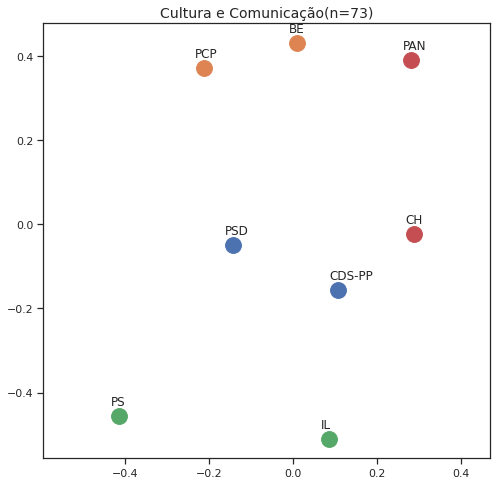 Cultura e Comunicação(n=73)
BE
PAN
PCP
0.4
0.2
CH
0.0
PSD
CDS-PP
−0.2
−0.4
PS
IL
−0.4
−0.2
0.0
0.2
0.4